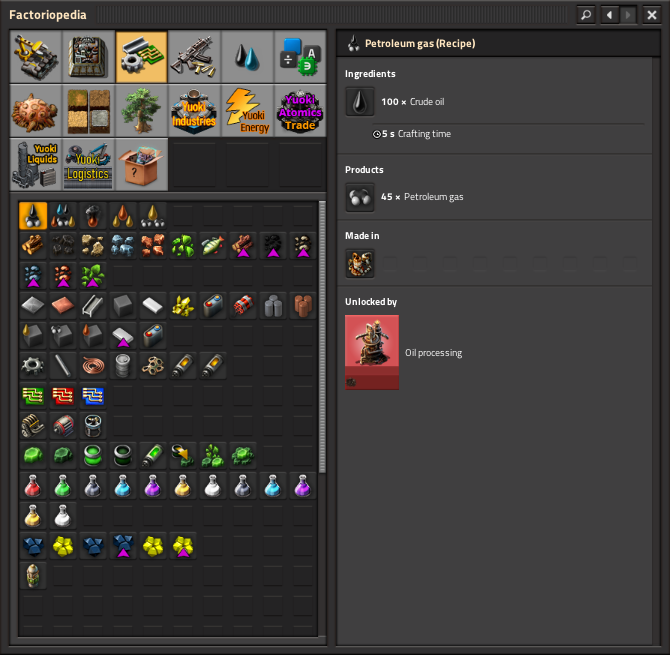 Factoriopedia
A
Yuoki
Industries
Yuoki
Energy
Yuoki
Atomics
Trade
Yuoki
Liquids
Yuoki
Logistics
?
Petroleum gas (Recipe)
Ingredients
100 × Crude oil
5 s Crafting time
Products
45 × Petroleum gas
Made in
Unlocked by
Oil processing